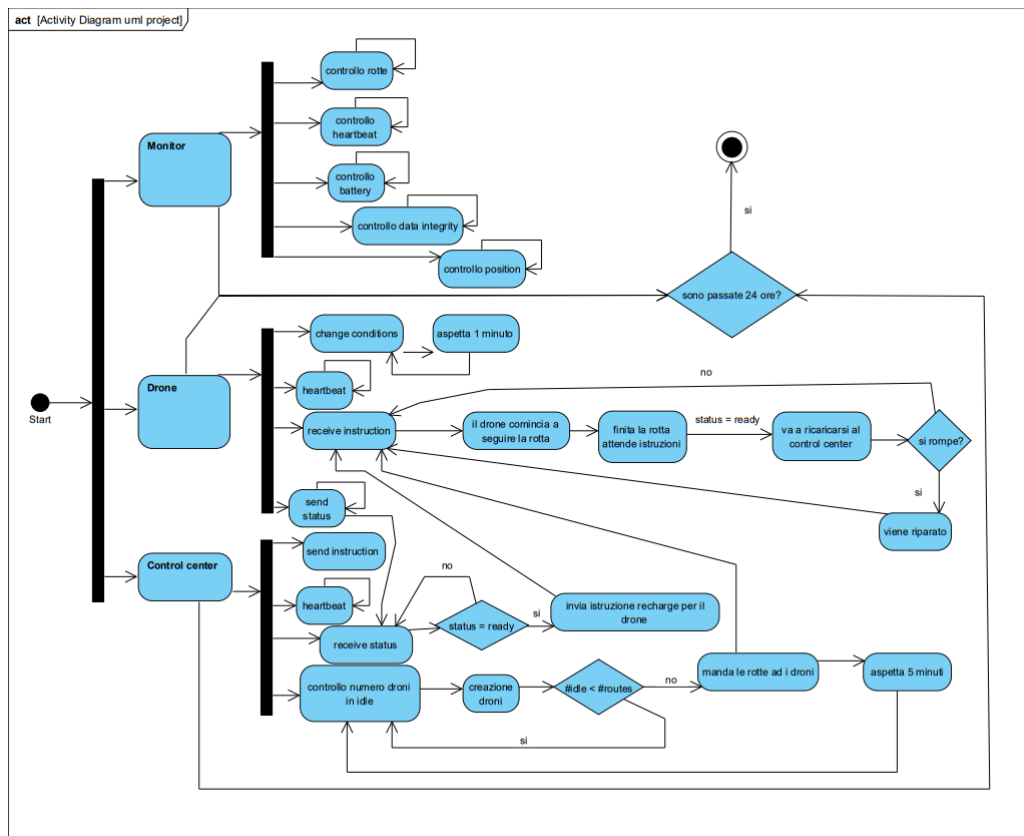 act [Activity Diagram uml project]
controllo rotte
controllo
heartbeat
Monitor
controllo
battery
si
controllo data integrity
controllo position
sono passate 24 ore?
change conditions
aspetta 1 minuto
no
Drone
heartbeat
Start
receive instruction
il drone comincia a
seguire la rotta
finita la rotta
attende istruzioni
status = ready
va a ricaricarsi al
control center
si rompe?
si
send
status
viene riparato
send instruction
Control center
no
heartbeat
status = ready
si
invia istruzione recharge per il
drone
receive status
controllo numero droni
in idle
creazione
droni
#idle < #routes
no
manda le rotte ad i droni
aspetta 5 minuti
si